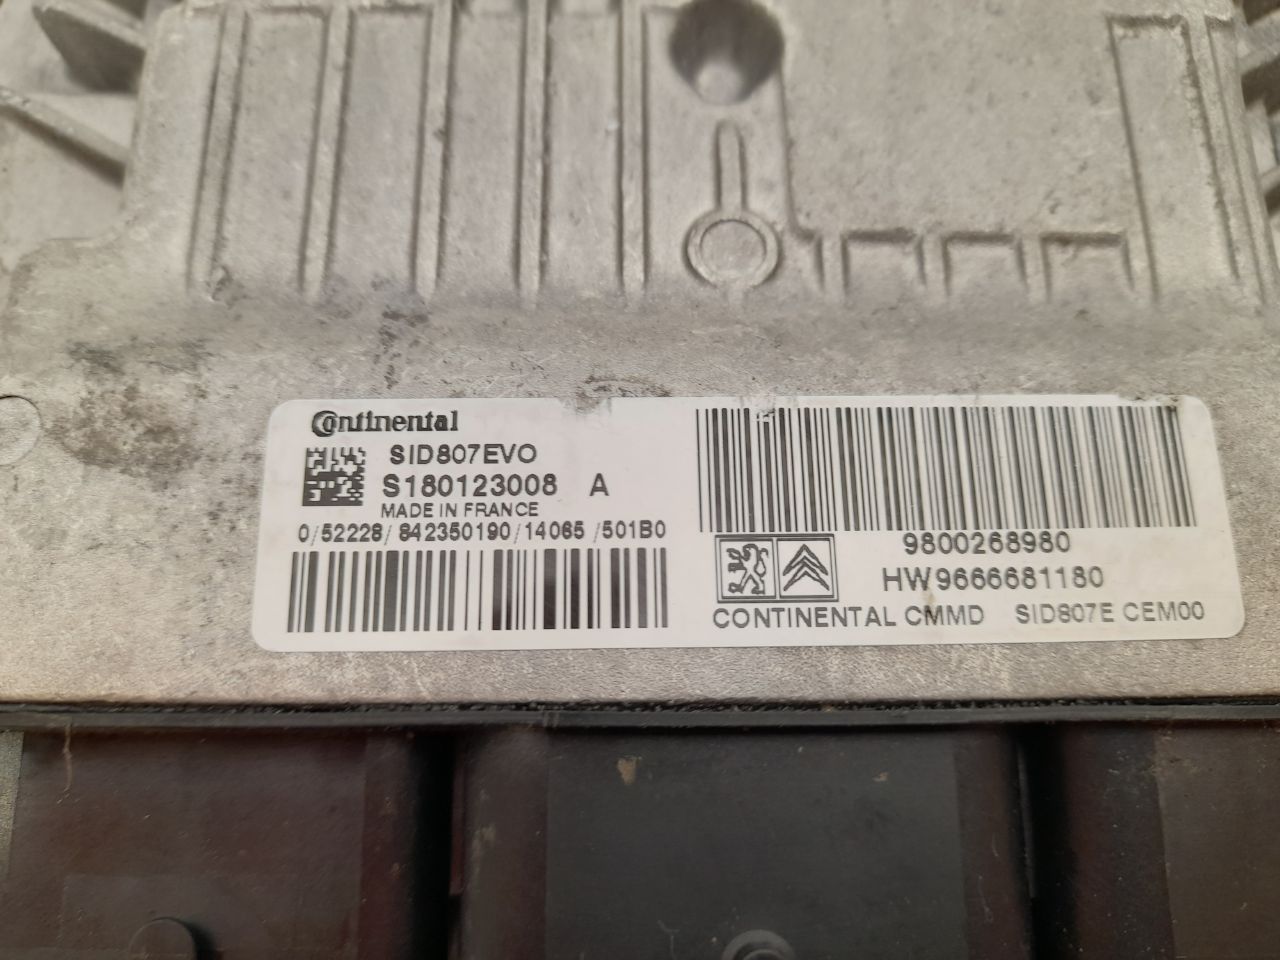 Continental
SID807EVO
S180123008 A
MADE IN FRANCE
0/52228/842350190/14065/501B0
9800268980
HW9666681180
CONTINENTAL CMMD SID807E CEM00